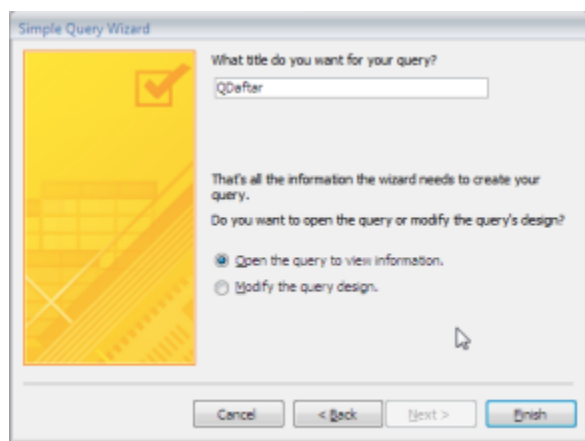 Simple Query Wizard
What title do you want for your query?
QDaftar
That's all the information the wizard needs to create your
query.
Do you want to open the query or modify the query's design?
Open the query to view information.
Modify the query design.
Cancel
< Back
Next >
Finish